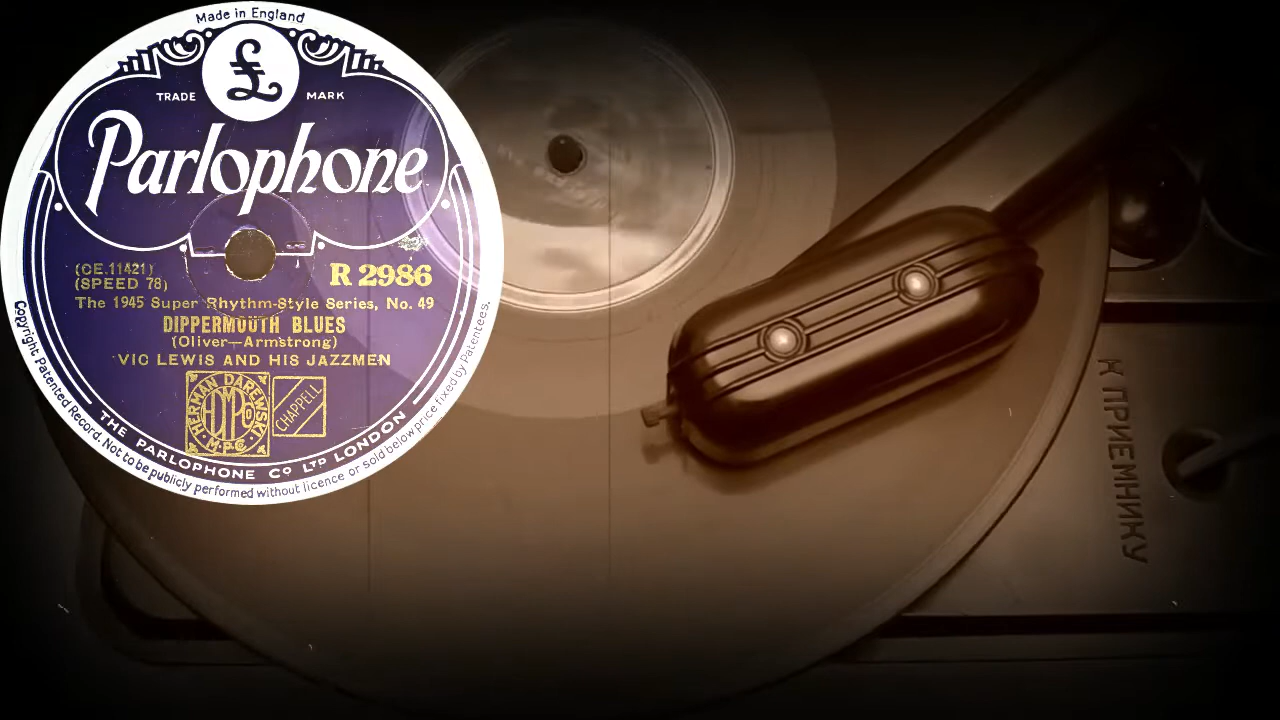 Made in England
£
TRADE MARK
Parlophone
(CE.11421)
(SPEED 78)
R 2986
The 1945 Super Rhythm-Style Series, No. 49
DIPPERMOUTH BLUES
(Oliver—Armstrong)
VIC LEWIS AND HIS JAZZMEN
HERMAN DAREWSKI
HDMPCo
M.P.C.
CHAPPELL
THE PARLOPHONE Co LTD LONDON
Copyright Patented Record. Not to be publicly performed without licence or sold below price fixed by Patentees.
К ПРИЕМНИКУ